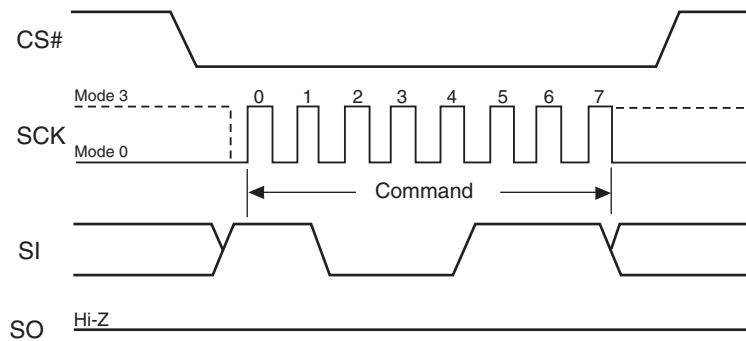 CS#
Mode 3
0 1 2 3 4 5 6 7
SCK
Mode 0
Command
SI
Hi-Z
SO